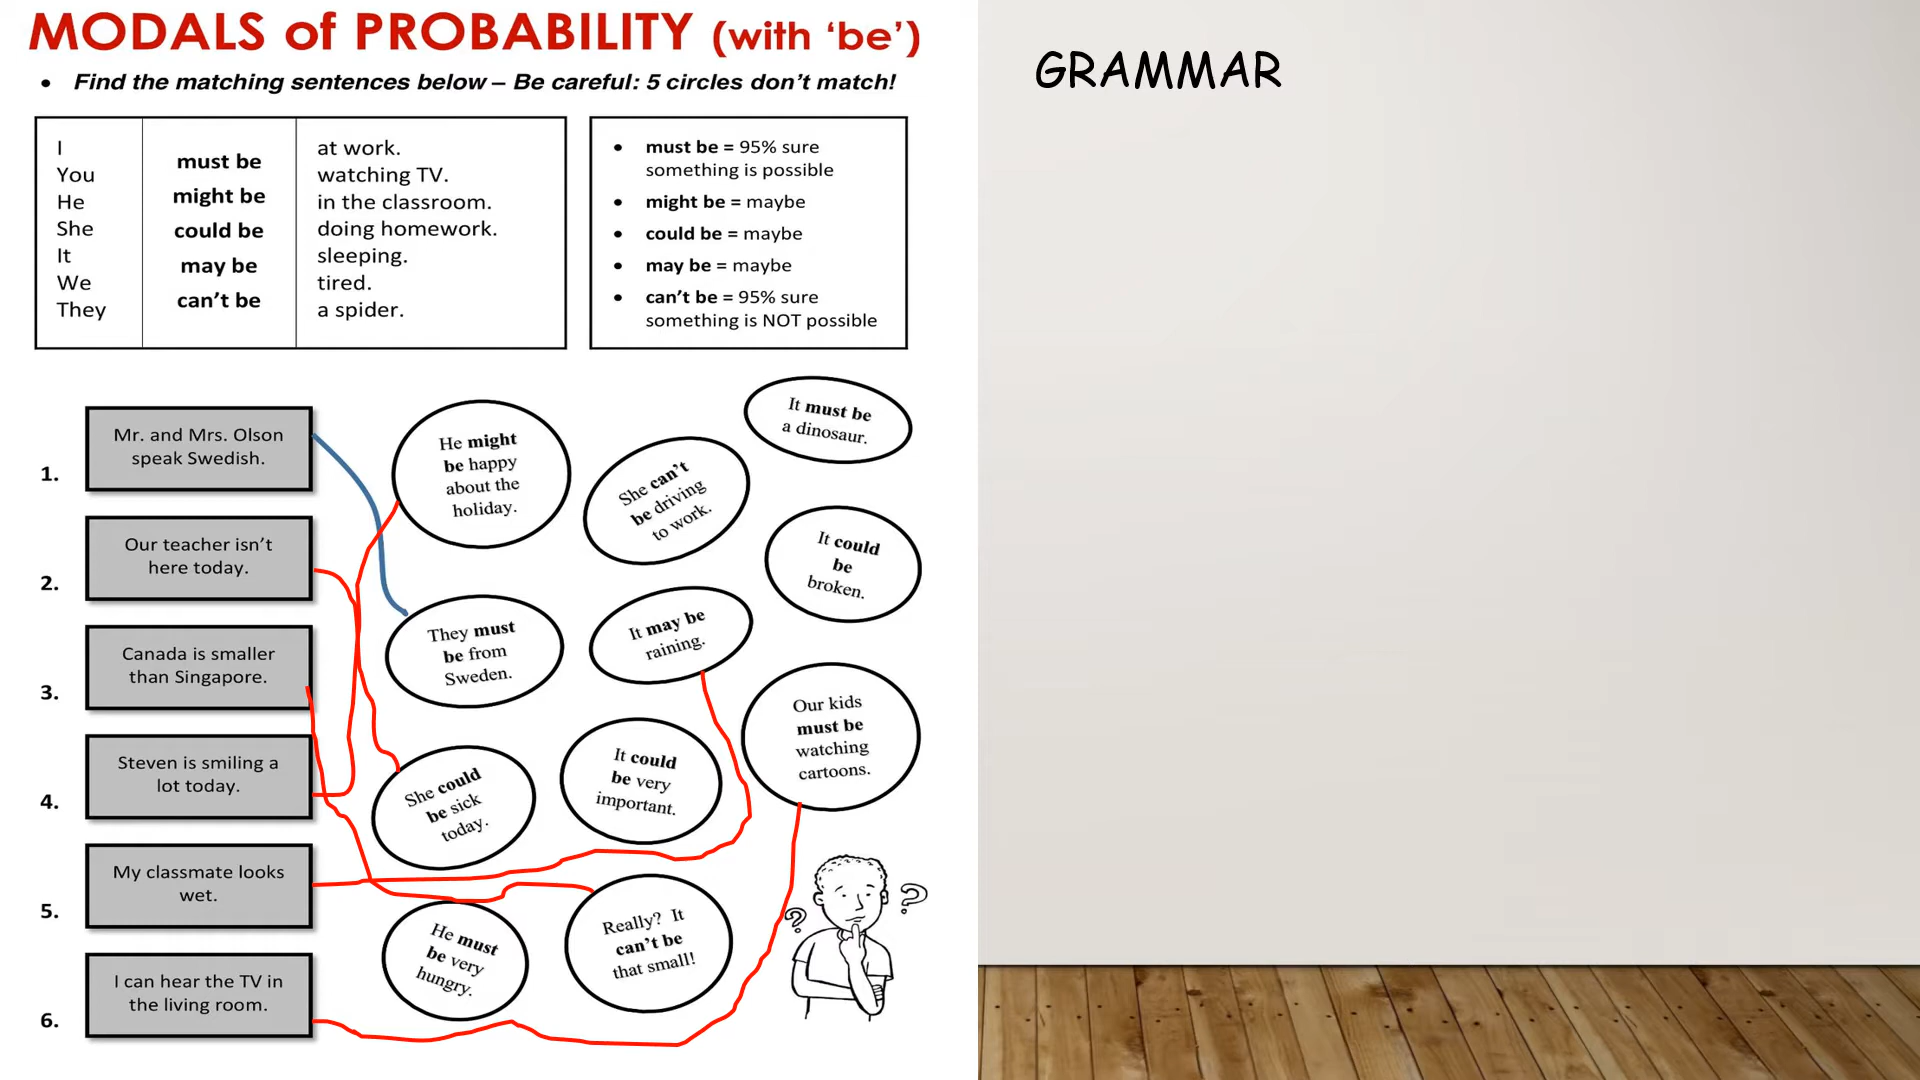 MODALS of PROBABILITY (with ‘be’)
• Find the matching sentences below – Be careful: 5 circles don’t match!
I
You
He
She
It
We
They
must be
might be
could be
may be
can’t be
at work.
watching TV.
in the classroom.
doing homework.
sleeping.
tired.
a spider.
• must be = 95% sure
something is possible
• might be = maybe
• could be = maybe
• may be = maybe
• can’t be = 95% sure
something is NOT possible
1.
Mr. and Mrs. Olson
speak Swedish.
2.
Our teacher isn’t
here today.
3.
Canada is smaller
than Singapore.
4.
Steven is smiling a
lot today.
5.
My classmate looks
wet.
6.
I can hear the TV in
the living room.
He might
be happy
about the
holiday.
She can’t
be driving
to work.
It must be
a dinosaur.
It could
be
broken.
They must
be from
Sweden.
It may be
raining.
Our kids
must be
watching
cartoons.
She could
be sick
today.
It could
be very
important.
He must
be very
hungry.
Really? It
can’t be
that small!
?
?
GRAMMAR